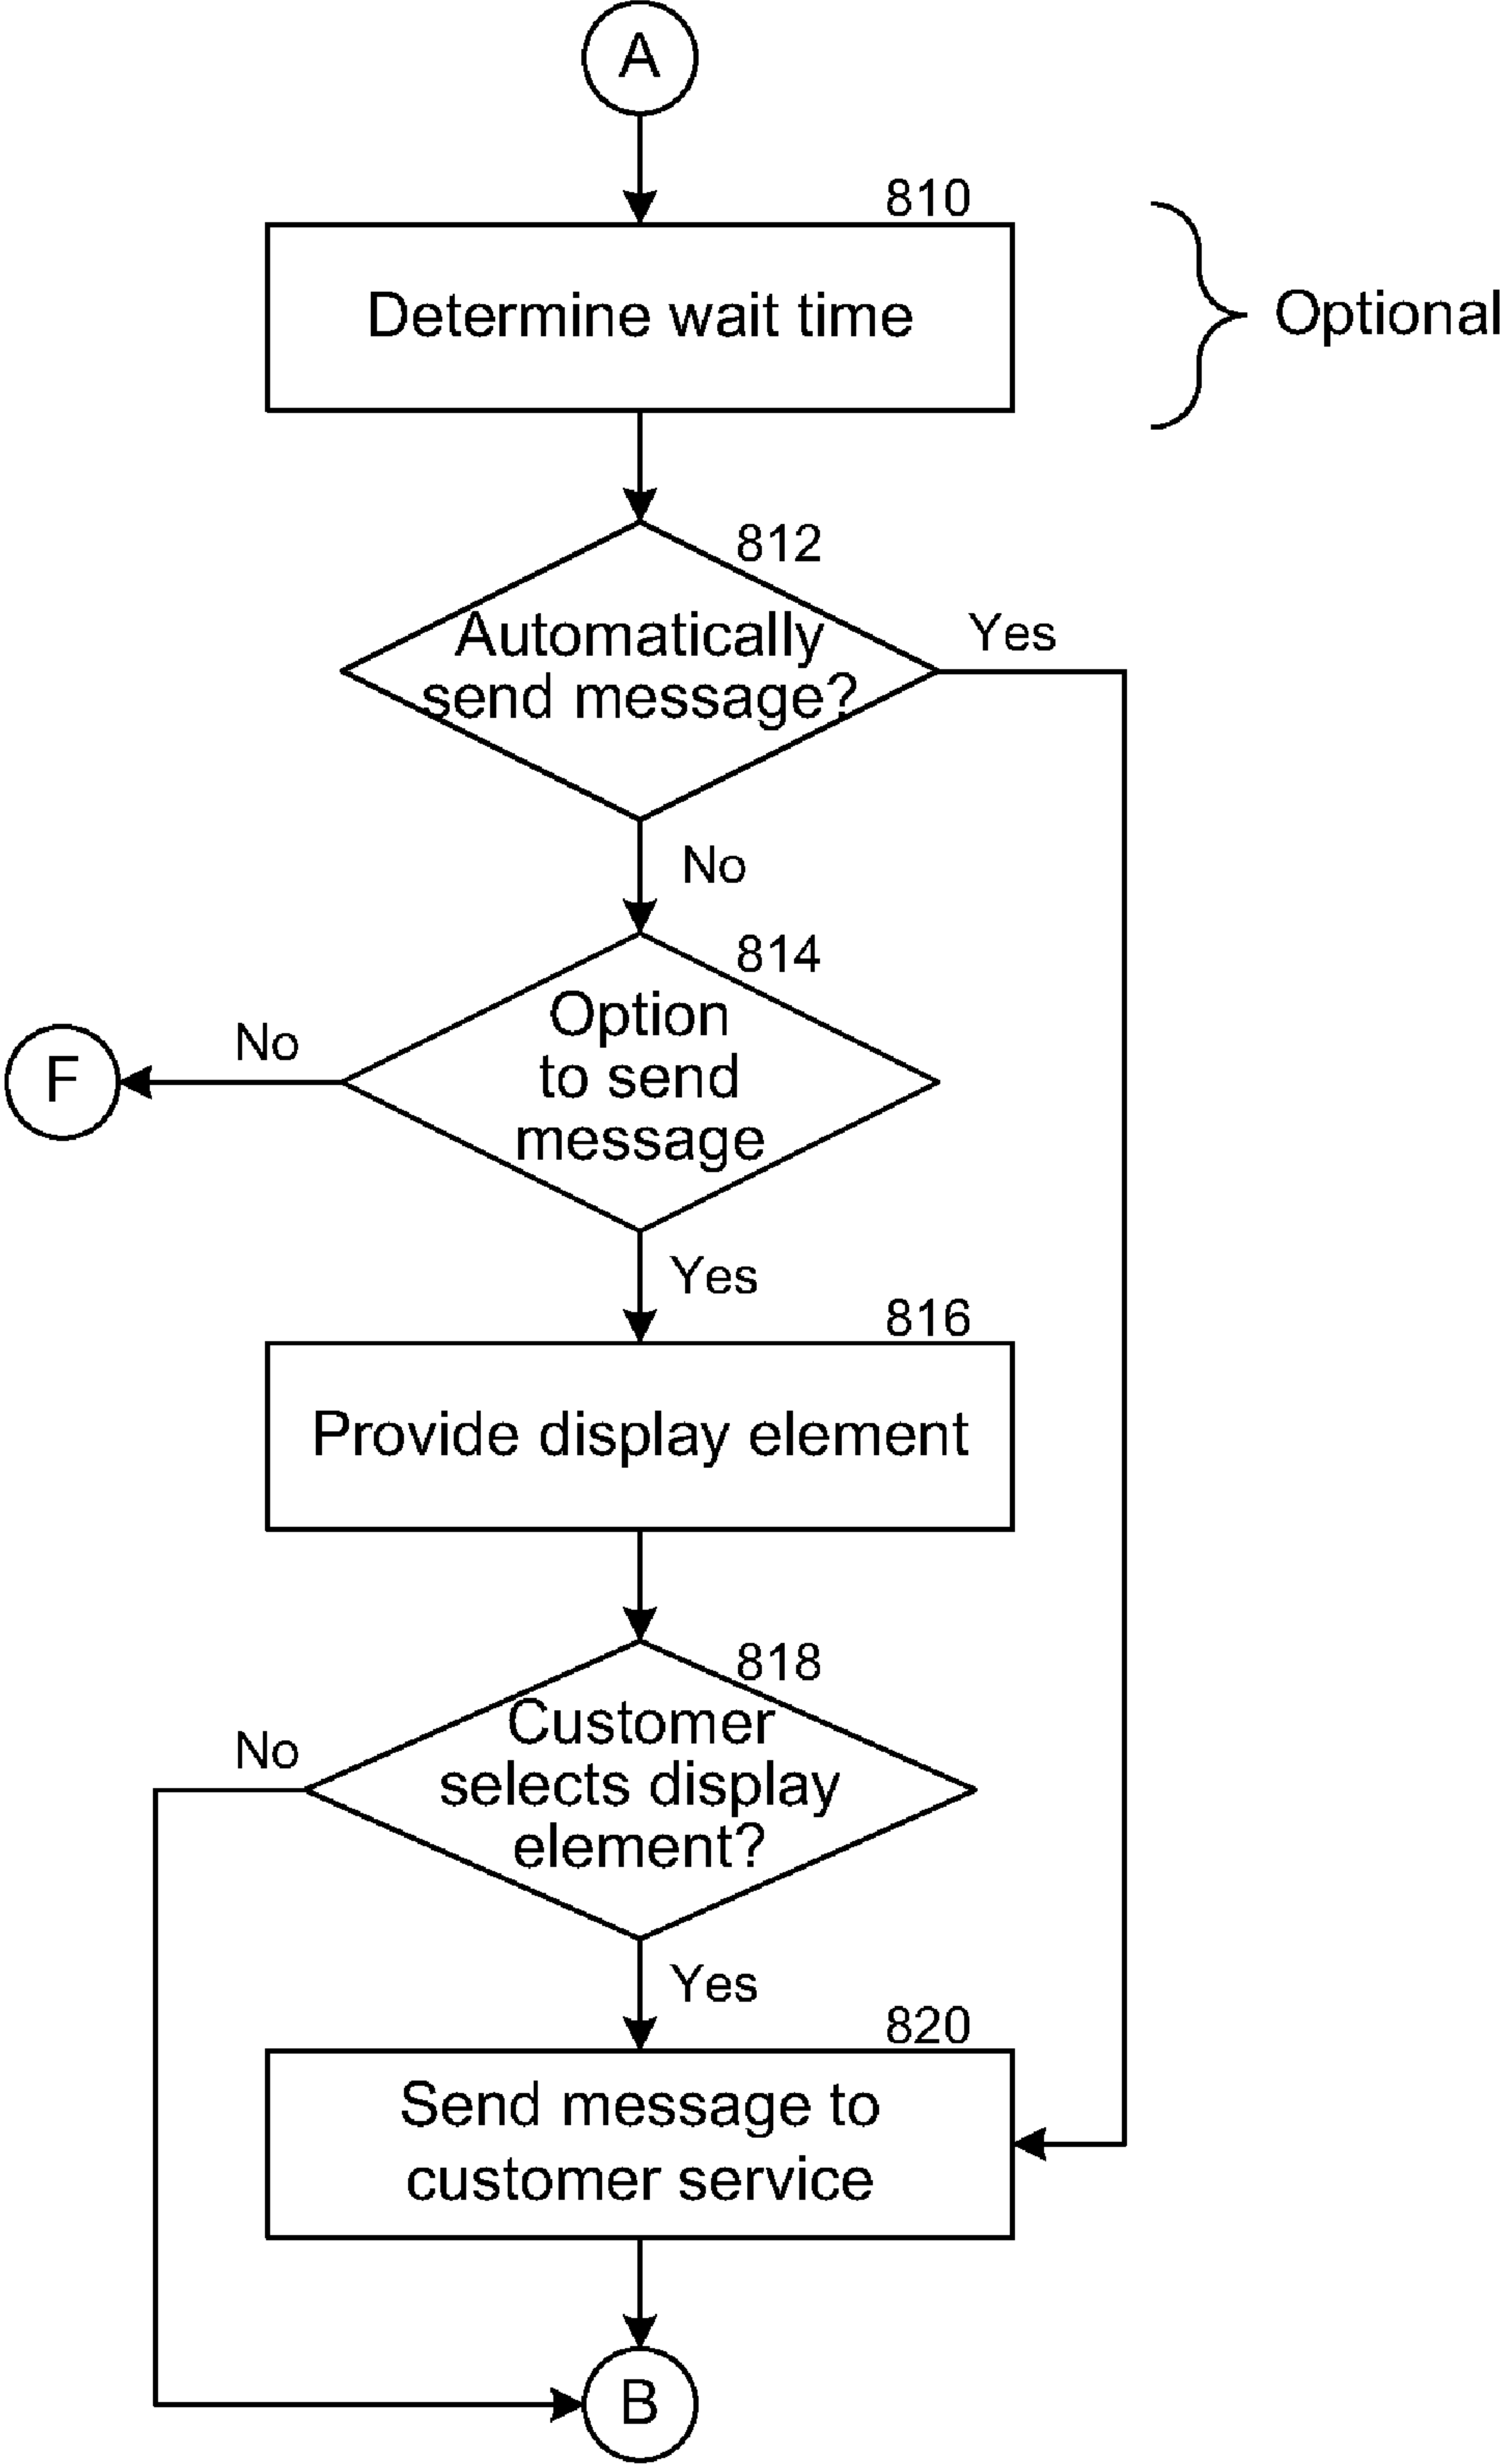 A
810
Determine wait time
Optional
812
Automatically
send message?
Yes
No
814
Option
to send
message
No
F
Yes
816
Provide display element
818
Customer
selects display
element?
No
Yes
820
Send message to
customer service
B